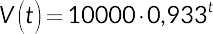 V(t) = 10000 · 0,933^t